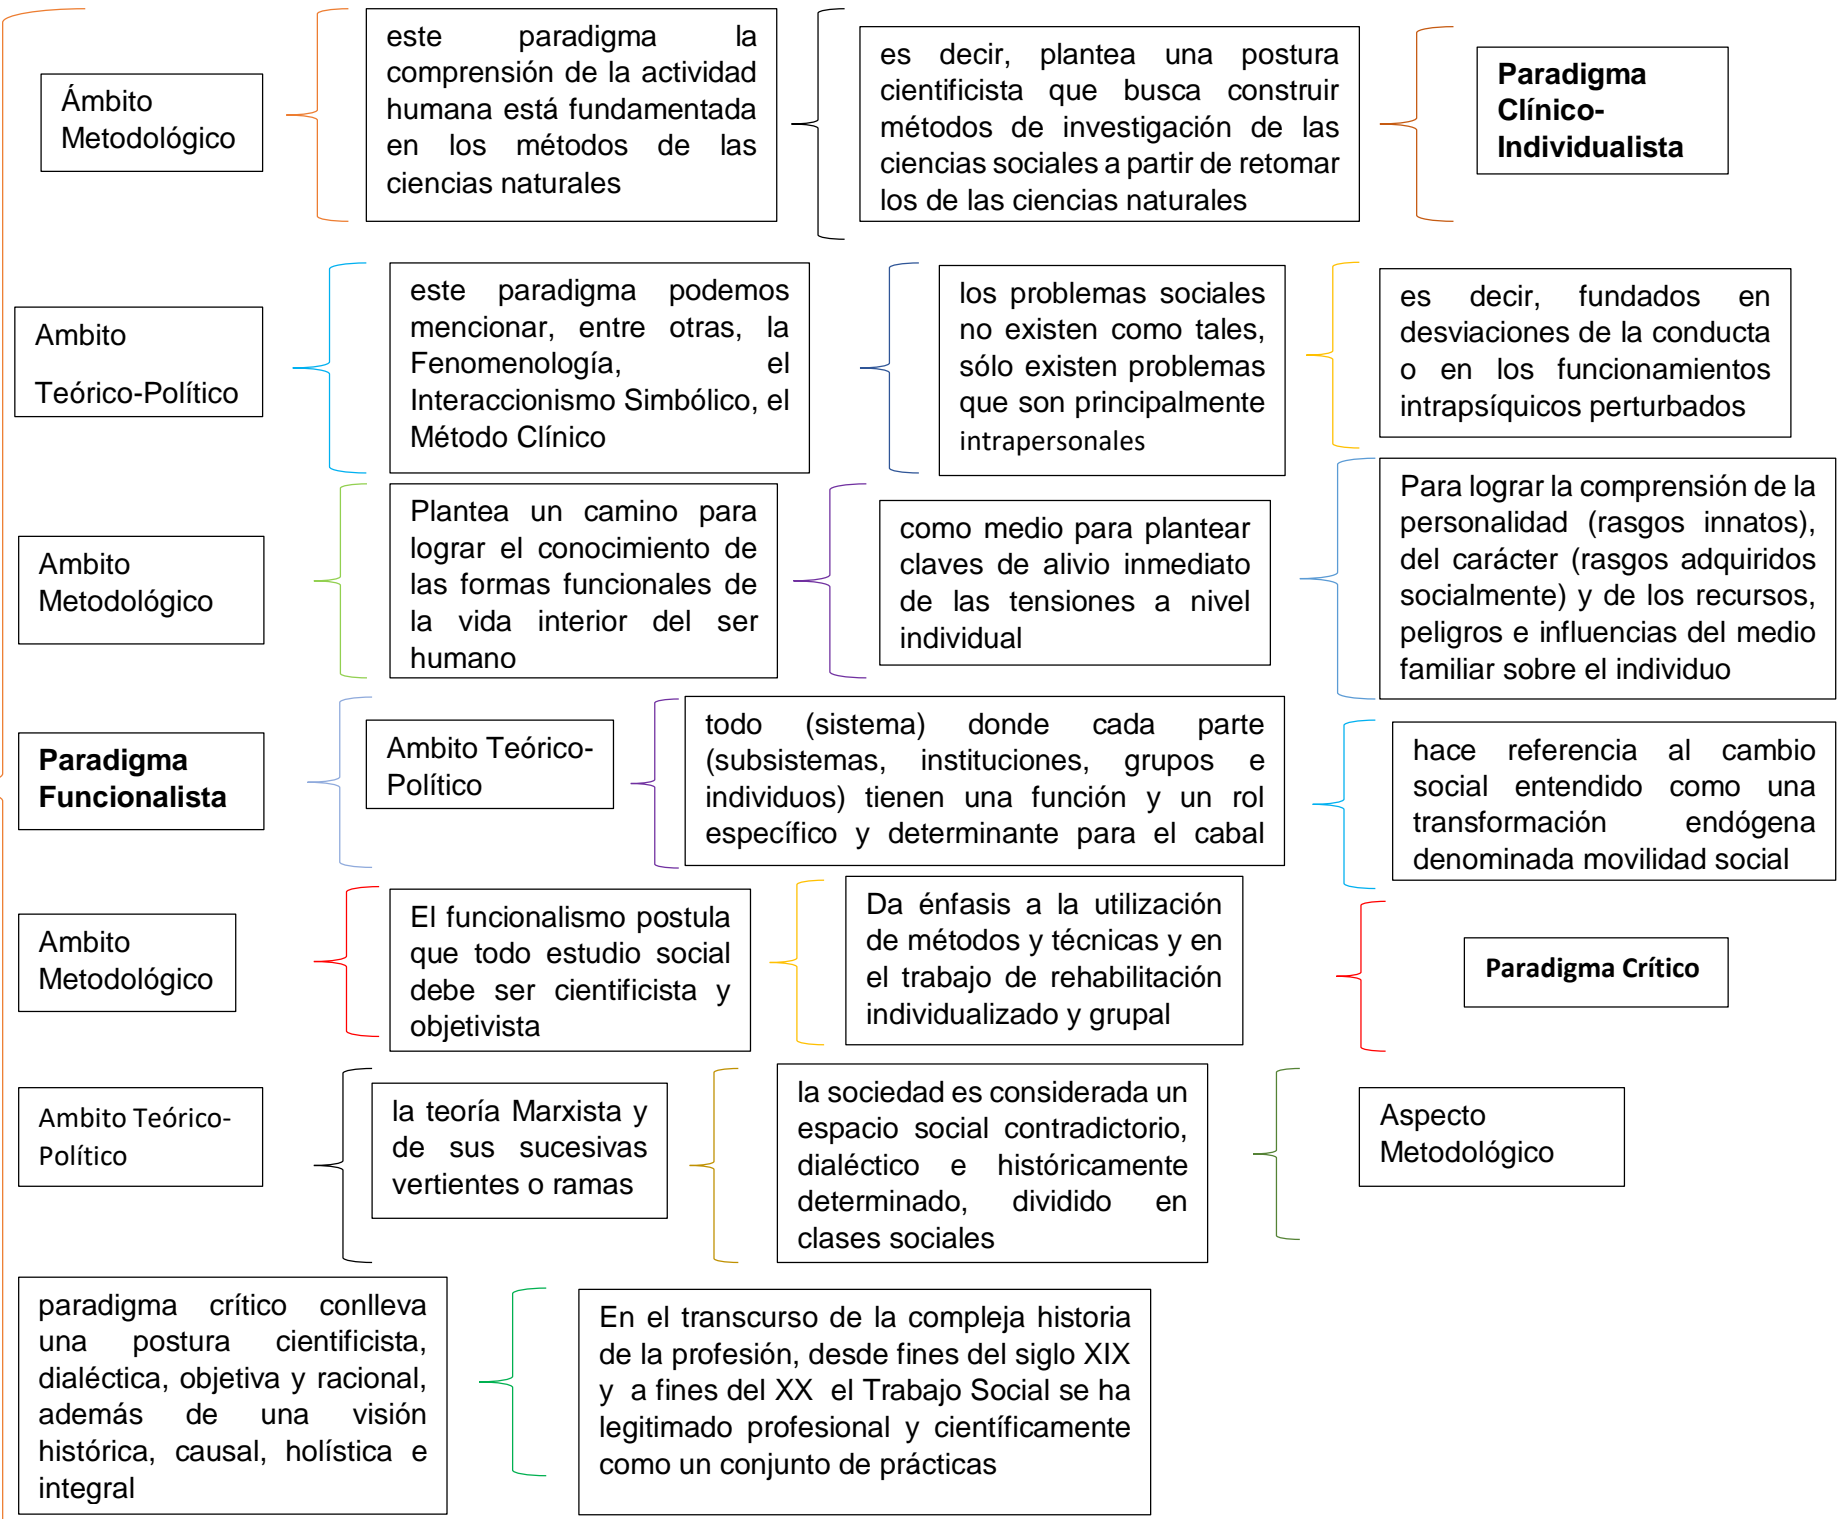 Ámbito
Metodológico
este paradigma la
comprensión de la actividad
humana está fundamentada
en los métodos de las
ciencias naturales
es decir, plantea una postura
cientificista que busca construir
métodos de investigación de las
ciencias sociales a partir de retomar
los de las ciencias naturales
Paradigma
Clínico-
Individualista
Ambito
Teórico-Político
este paradigma podemos
mencionar, entre otras, la
Fenomenología, el
Interaccionismo Simbólico, el
Método Clínico
los problemas sociales
no existen como tales,
sólo existen problemas
que son principalmente
intrapersonales
es decir, fundados en
desviaciones de la conducta
o en los funcionamientos
intrapsíquicos perturbados
Ambito
Metodológico
Plantea un camino para
lograr el conocimiento de
las formas funcionales de
la vida interior del ser
humano
como medio para plantear
claves de alivio inmediato
de las tensiones a nivel
individual
Para lograr la comprensión de la
personalidad (rasgos innatos),
del carácter (rasgos adquiridos
socialmente) y de los recursos,
peligros e influencias del medio
familiar sobre el individuo
Paradigma
Funcionalista
Ambito Teórico-
Político
todo (sistema) donde cada parte
(subsistemas, instituciones, grupos e
individuos) tienen una función y un rol
específico y determinante para el cabal
hace referencia al cambio
social entendido como una
transformación endógena
denominada movilidad social
Ambito
Metodológico
El funcionalismo postula
que todo estudio social
debe ser cientificista y
objetivista
Da énfasis a la utilización
de métodos y técnicas y en
el trabajo de rehabilitación
individualizado y grupal
Paradigma Crítico
Ambito Teórico-
Político
la teoría Marxista y
de sus sucesivas
vertientes o ramas
la sociedad es considerada un
espacio social contradictorio,
dialéctico e históricamente
determinado, dividido en
clases sociales
Aspecto
Metodológico
paradigma crítico conlleva
una postura cientificista,
dialéctica, objetiva y racional,
además de una visión
histórica, causal, holística e
integral
En el transcurso de la compleja historia
de la profesión, desde fines del siglo XIX
y a fines del XX el Trabajo Social se ha
legitimado profesional y científicamente
como un conjunto de prácticas